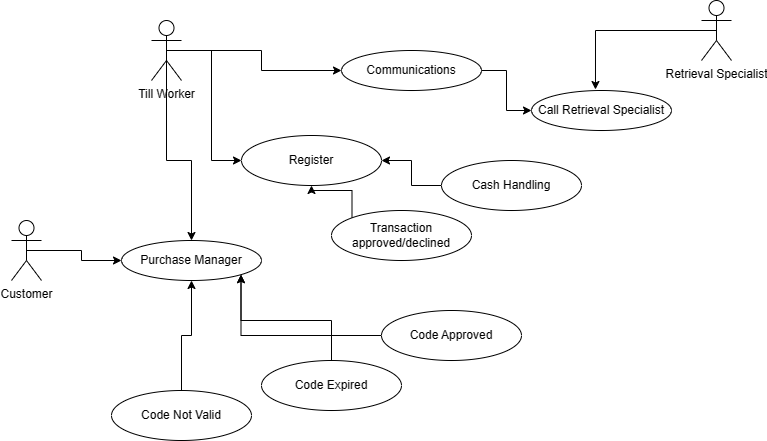 Communications
Retrieval Specialist
Till Worker
Call Retrieval Specialist
Register
Cash Handling
Transaction
approved/declined
Purchase Manager
Customer
Code Approved
Code Expired
Code Not Valid